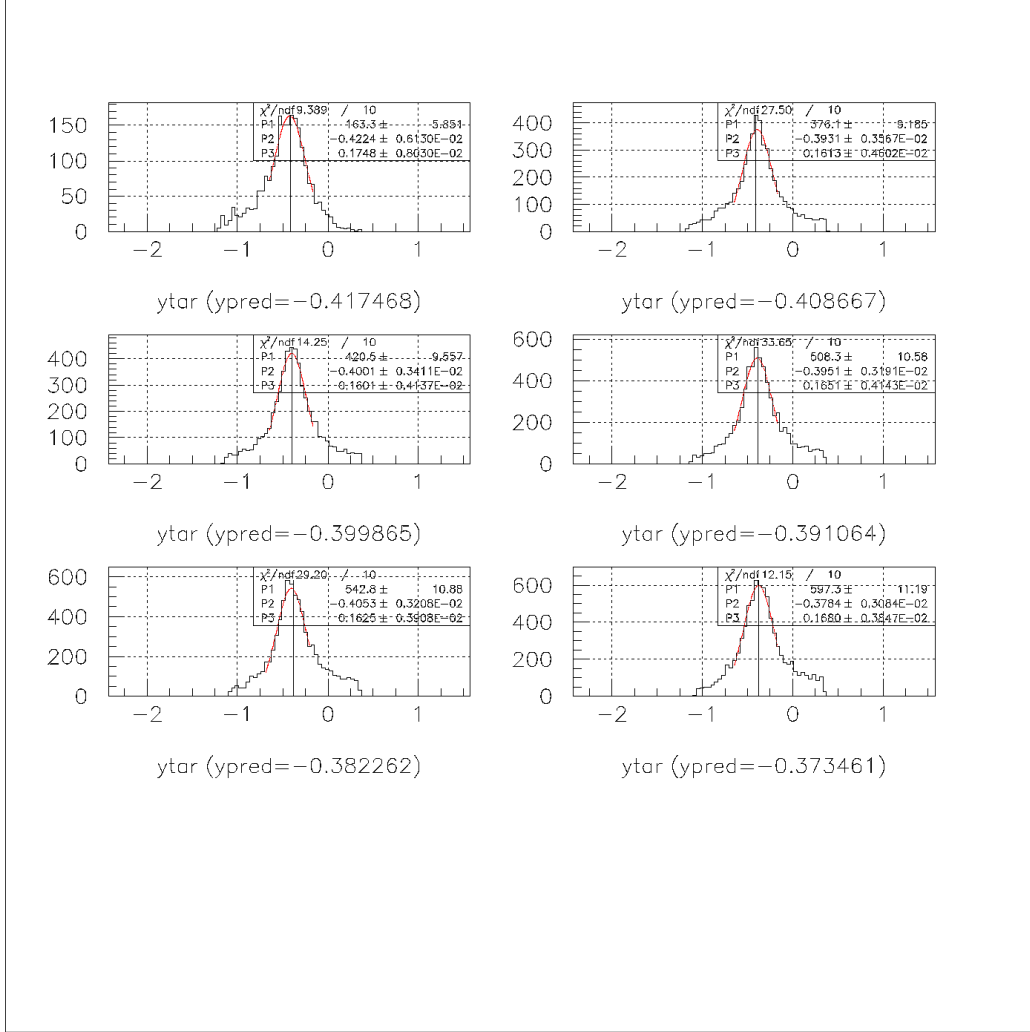 χ²/ndf 9.389 / 10
P1 163.3 ± 5.851
P2 -0.4224 ± 0.6130E-02
P3 0.1748 ± 0.8030E-02
150
100
50
0
−2 −1 0 1
ytar (ypred=−0.417468)
χ²/ndf 27.50 / 10
P1 376.1 ± 9.185
P2 -0.3931 ± 0.3567E-02
P3 0.1613 ± 0.4602E-02
400
300
200
100
0
−2 −1 0 1
ytar (ypred=−0.408667)
χ²/ndf 14.25 / 10
P1 420.5 ± 9.557
P2 -0.4001 ± 0.3411E-02
P3 0.1601 ± 0.4137E-02
400
300
200
100
0
−2 −1 0 1
ytar (ypred=−0.399865)
χ²/ndf 33.65 / 10
P1 508.3 ± 10.58
P2 -0.3951 ± 0.3191E-02
P3 0.1651 ± 0.4143E-02
600
400
200
0
−2 −1 0 1
ytar (ypred=−0.391064)
χ²/ndf 29.20 / 10
P1 542.8 ± 10.88
P2 -0.4053 ± 0.3208E-02
P3 0.1625 ± 0.3908E-02
600
400
200
0
−2 −1 0 1
ytar (ypred=−0.382262)
χ²/ndf 12.15 / 10
P1 597.3 ± 11.19
P2 -0.3784 ± 0.3084E-02
P3 0.1680 ± 0.3847E-02
600
400
200
0
−2 −1 0 1
ytar (ypred=−0.373461)